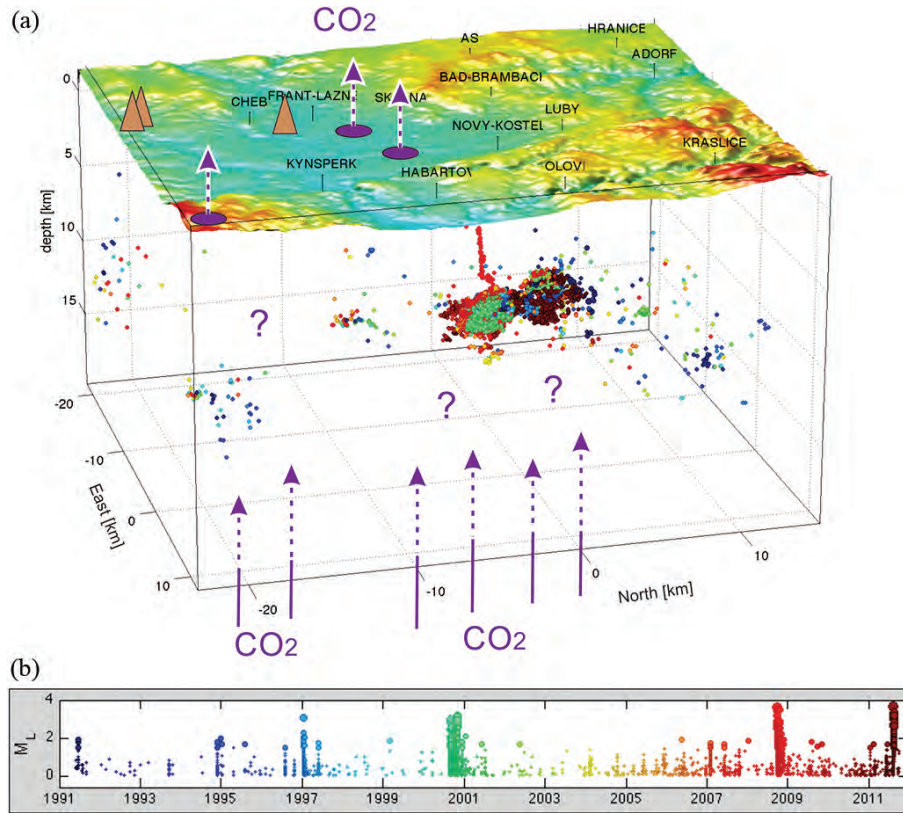 (a)
CO2
HRANICE
AS
ADORF
BAD-BRAMBACI
CHEB
FRANT-LAZN
SK NA
LUBY
NOVY-KOSTEL
KRASLICE
KYNSPERK
HABARTOV
OLOVI
0
5
10
15
depth [km]
?
?
?
-20
-10
0
10
East [km]
-20
-10
0
10
North [km]
CO2
CO2
(b)
4
2
0
ML
1991 1993 1995 1997 1999 2001 2003 2005 2007 2009 2011